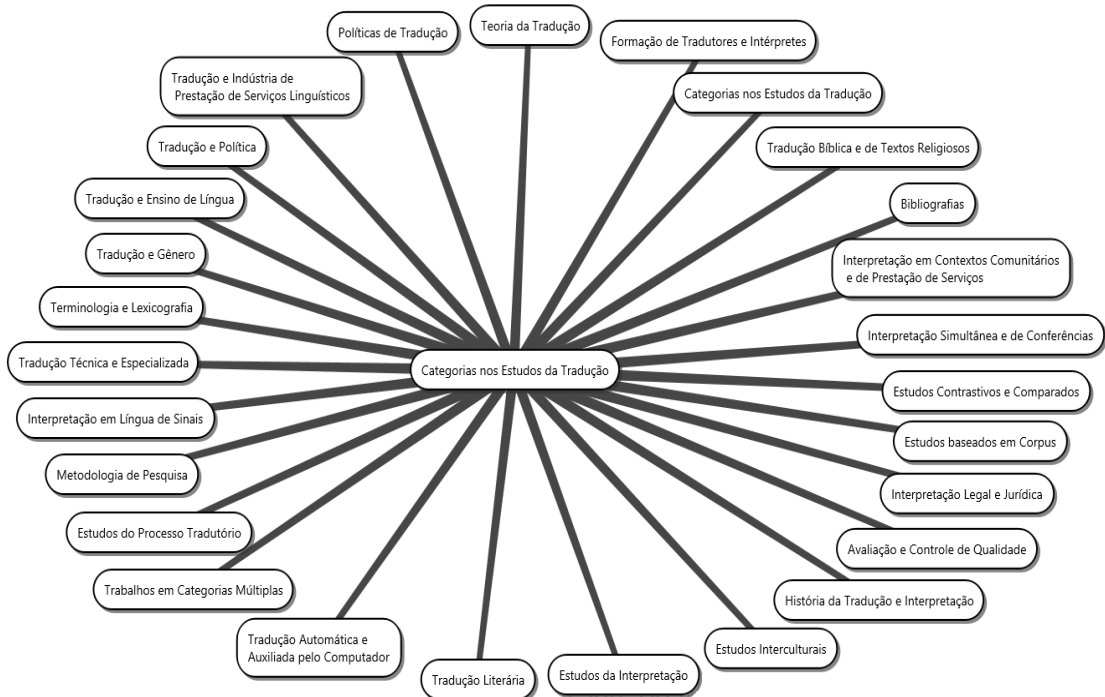 Políticas de Tradução
Teoria da Tradução
Formação de Tradutores e Intérpretes
Tradução e Indústria de
Prestação de Serviços Linguísticos
Categorias nos Estudos da Tradução
Tradução e Política
Tradução Bíblica e de Textos Religiosos
Tradução e Ensino de Língua
Bibliografias
Tradução e Gênero
Interpretação em Contextos Comunitários
e de Prestação de Serviços
Terminologia e Lexicografia
Interpretação Simultânea e de Conferências
Tradução Técnica e Especializada
Categorias nos Estudos da Tradução
Estudos Contrastivos e Comparados
Interpretação em Língua de Sinais
Estudos baseados em Corpus
Metodologia de Pesquisa
Interpretação Legal e Jurídica
Estudos do Processo Tradutório
Avaliação e Controle de Qualidade
Trabalhos em Categorias Múltiplas
História da Tradução e Interpretação
Tradução Automática e
Auxiliada pelo Computador
Estudos Interculturais
Tradução Literária
Estudos da Interpretação